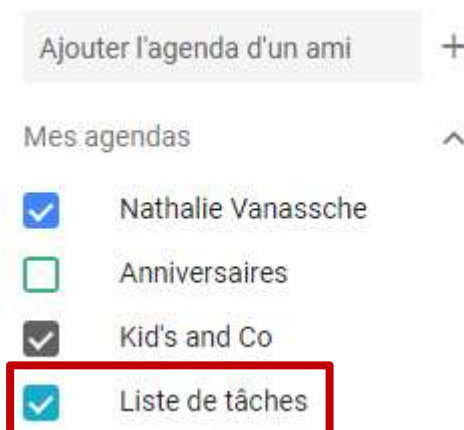 Ajouter l'agenda d'un ami +
Mes agendas
Nathalie Vanassche
Anniversaires
Kid's and Co
Liste de tâches